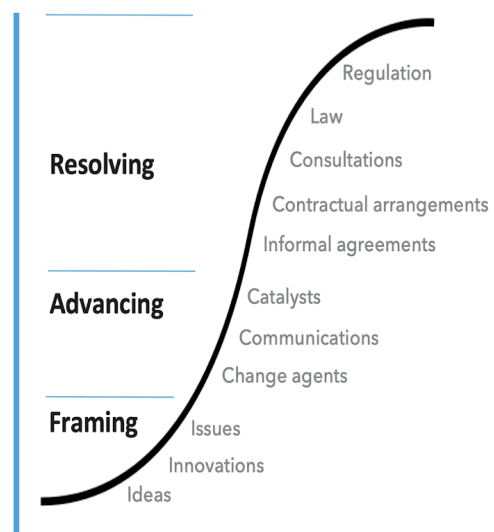 Regulation
Law
Resolving
Consultations
Contractual arrangements
Informal agreements
Advancing
Catalysts
Communications
Change agents
Framing
Issues
Innovations
Ideas